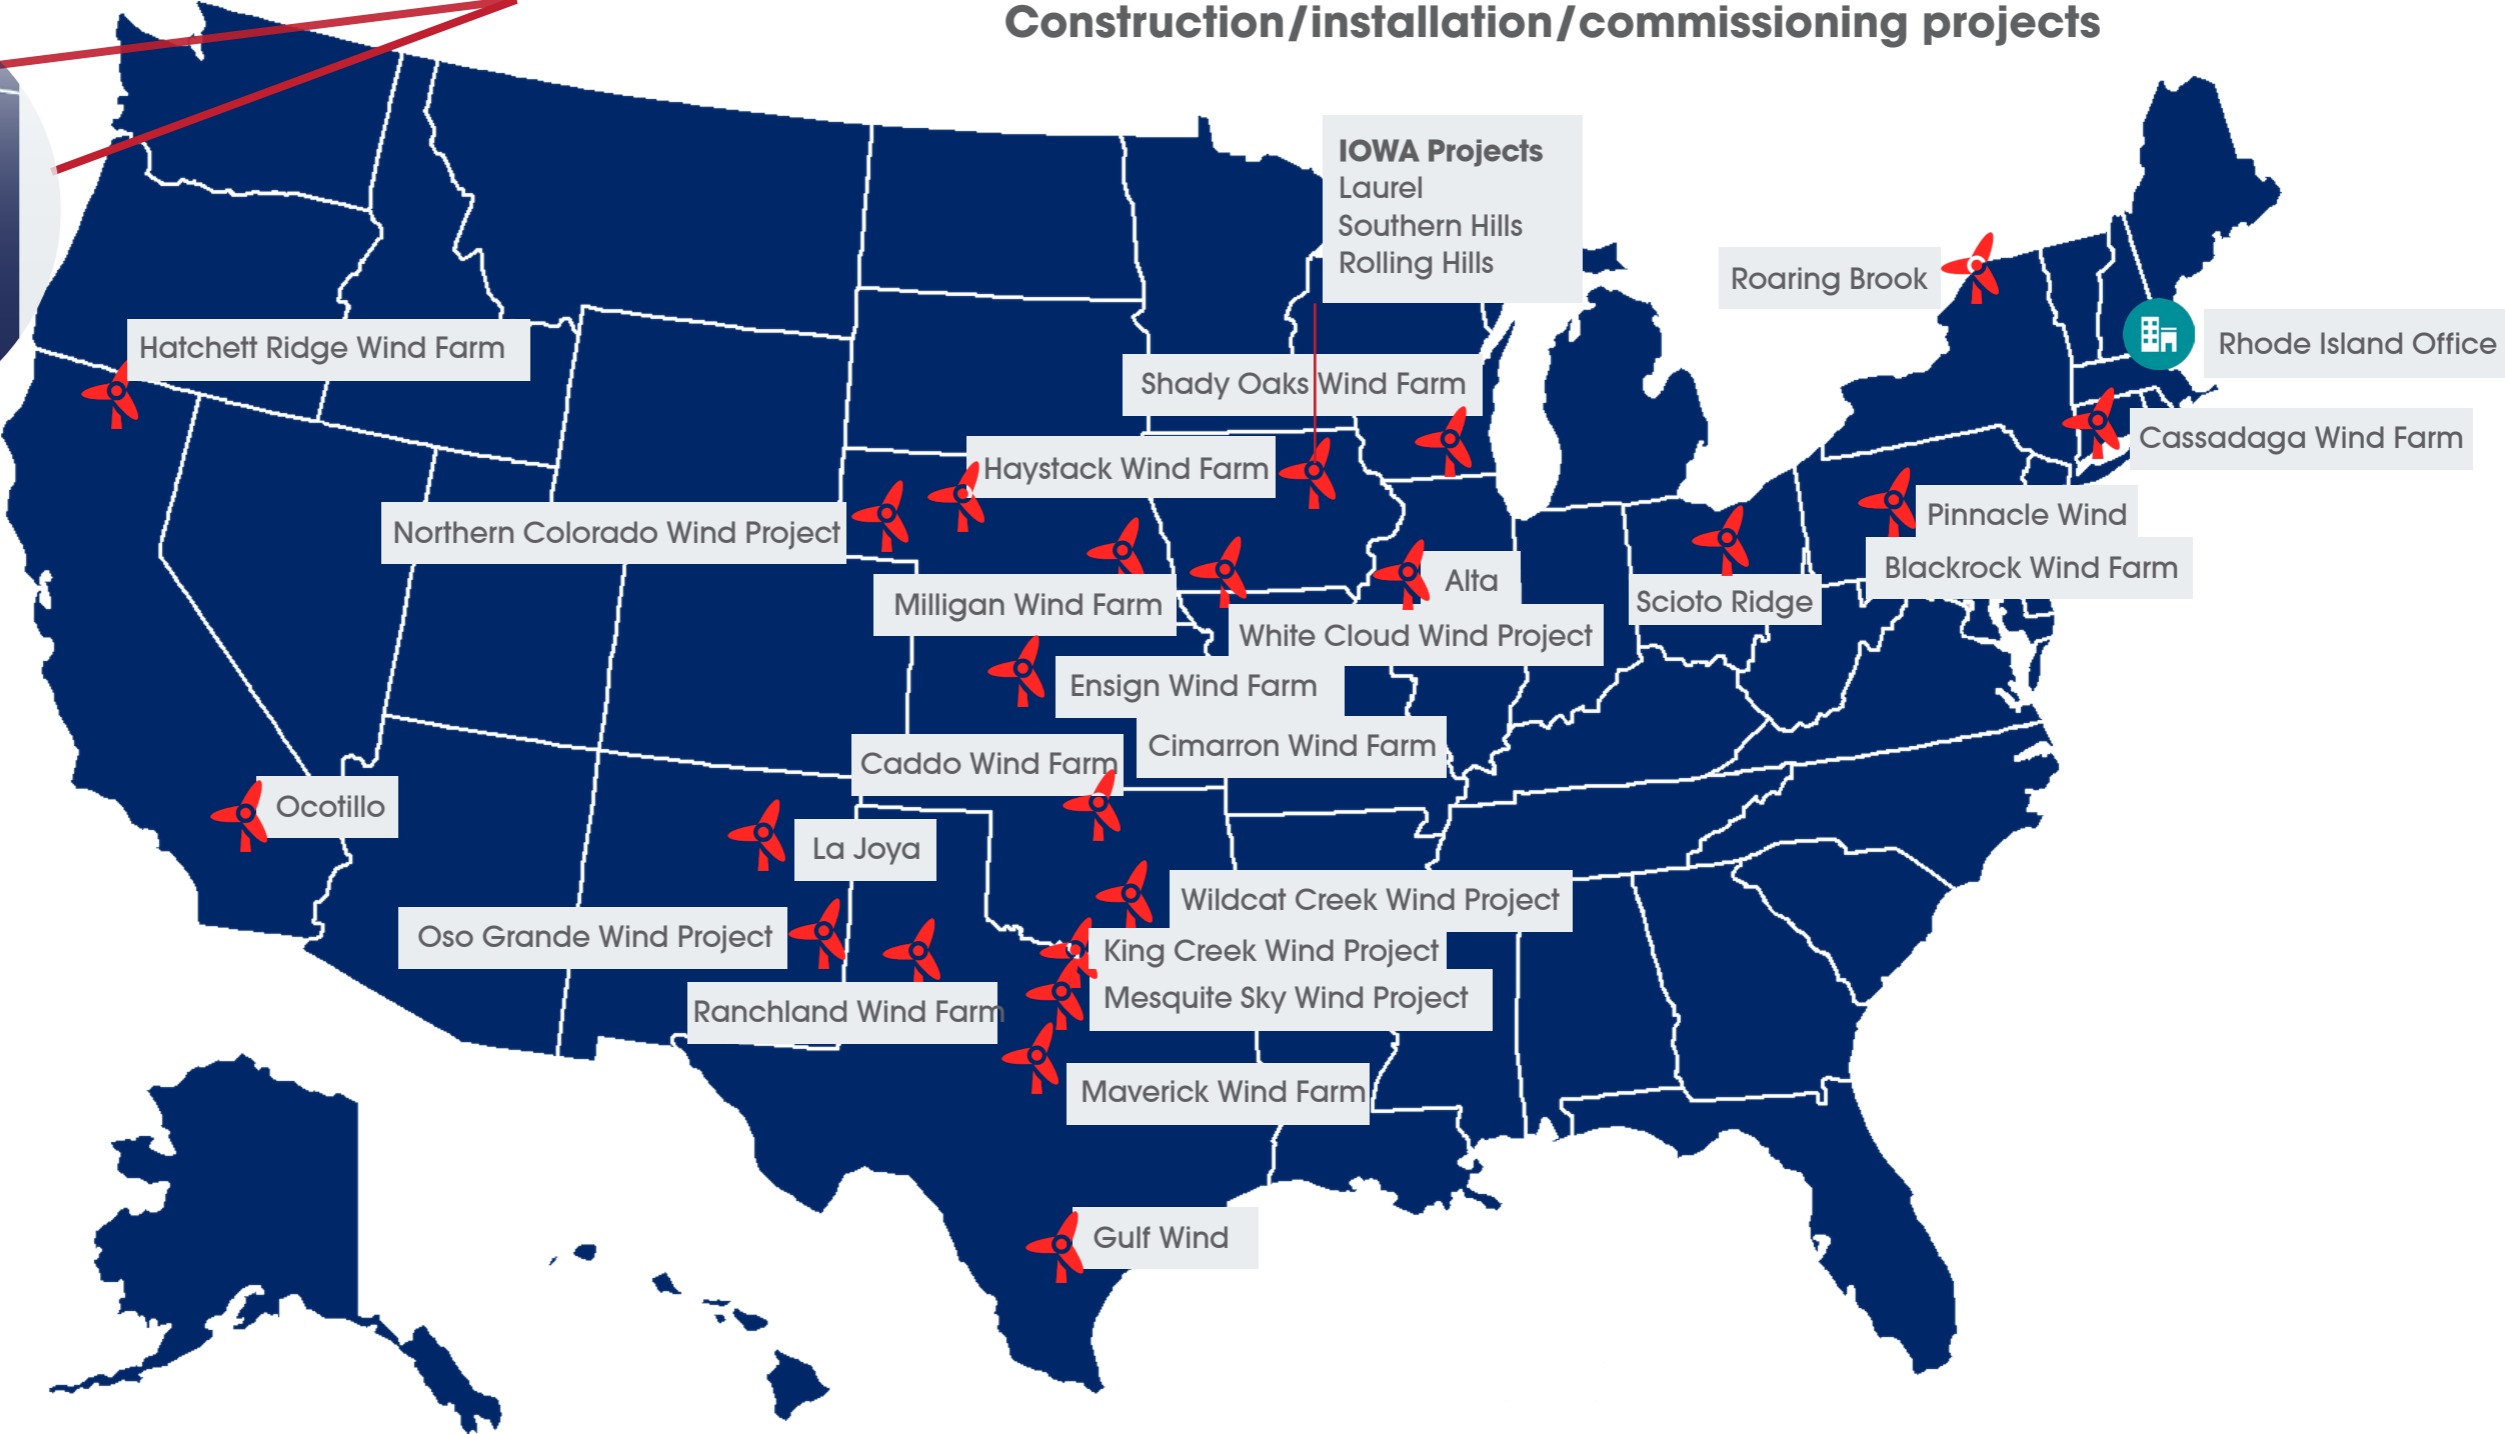 Construction/installation/commissioning projects
IOWA Projects
Laurel
Southern Hills
Rolling Hills
Roaring Brook
Rhode Island Office
Hatchett Ridge Wind Farm
Shady Oaks Wind Farm
Cassadaga Wind Farm
Haystack Wind Farm
Northern Colorado Wind Project
Pinnacle Wind
Blackrock Wind Farm
Alta
Scioto Ridge
Milligan Wind Farm
White Cloud Wind Project
Ensign Wind Farm
Cimarron Wind Farm
Caddo Wind Farm
Ocotillo
La Joya
Wildcat Creek Wind Project
Oso Grande Wind Project
King Creek Wind Project
Mesquite Sky Wind Project
Ranchland Wind Farm
Maverick Wind Farm
Gulf Wind